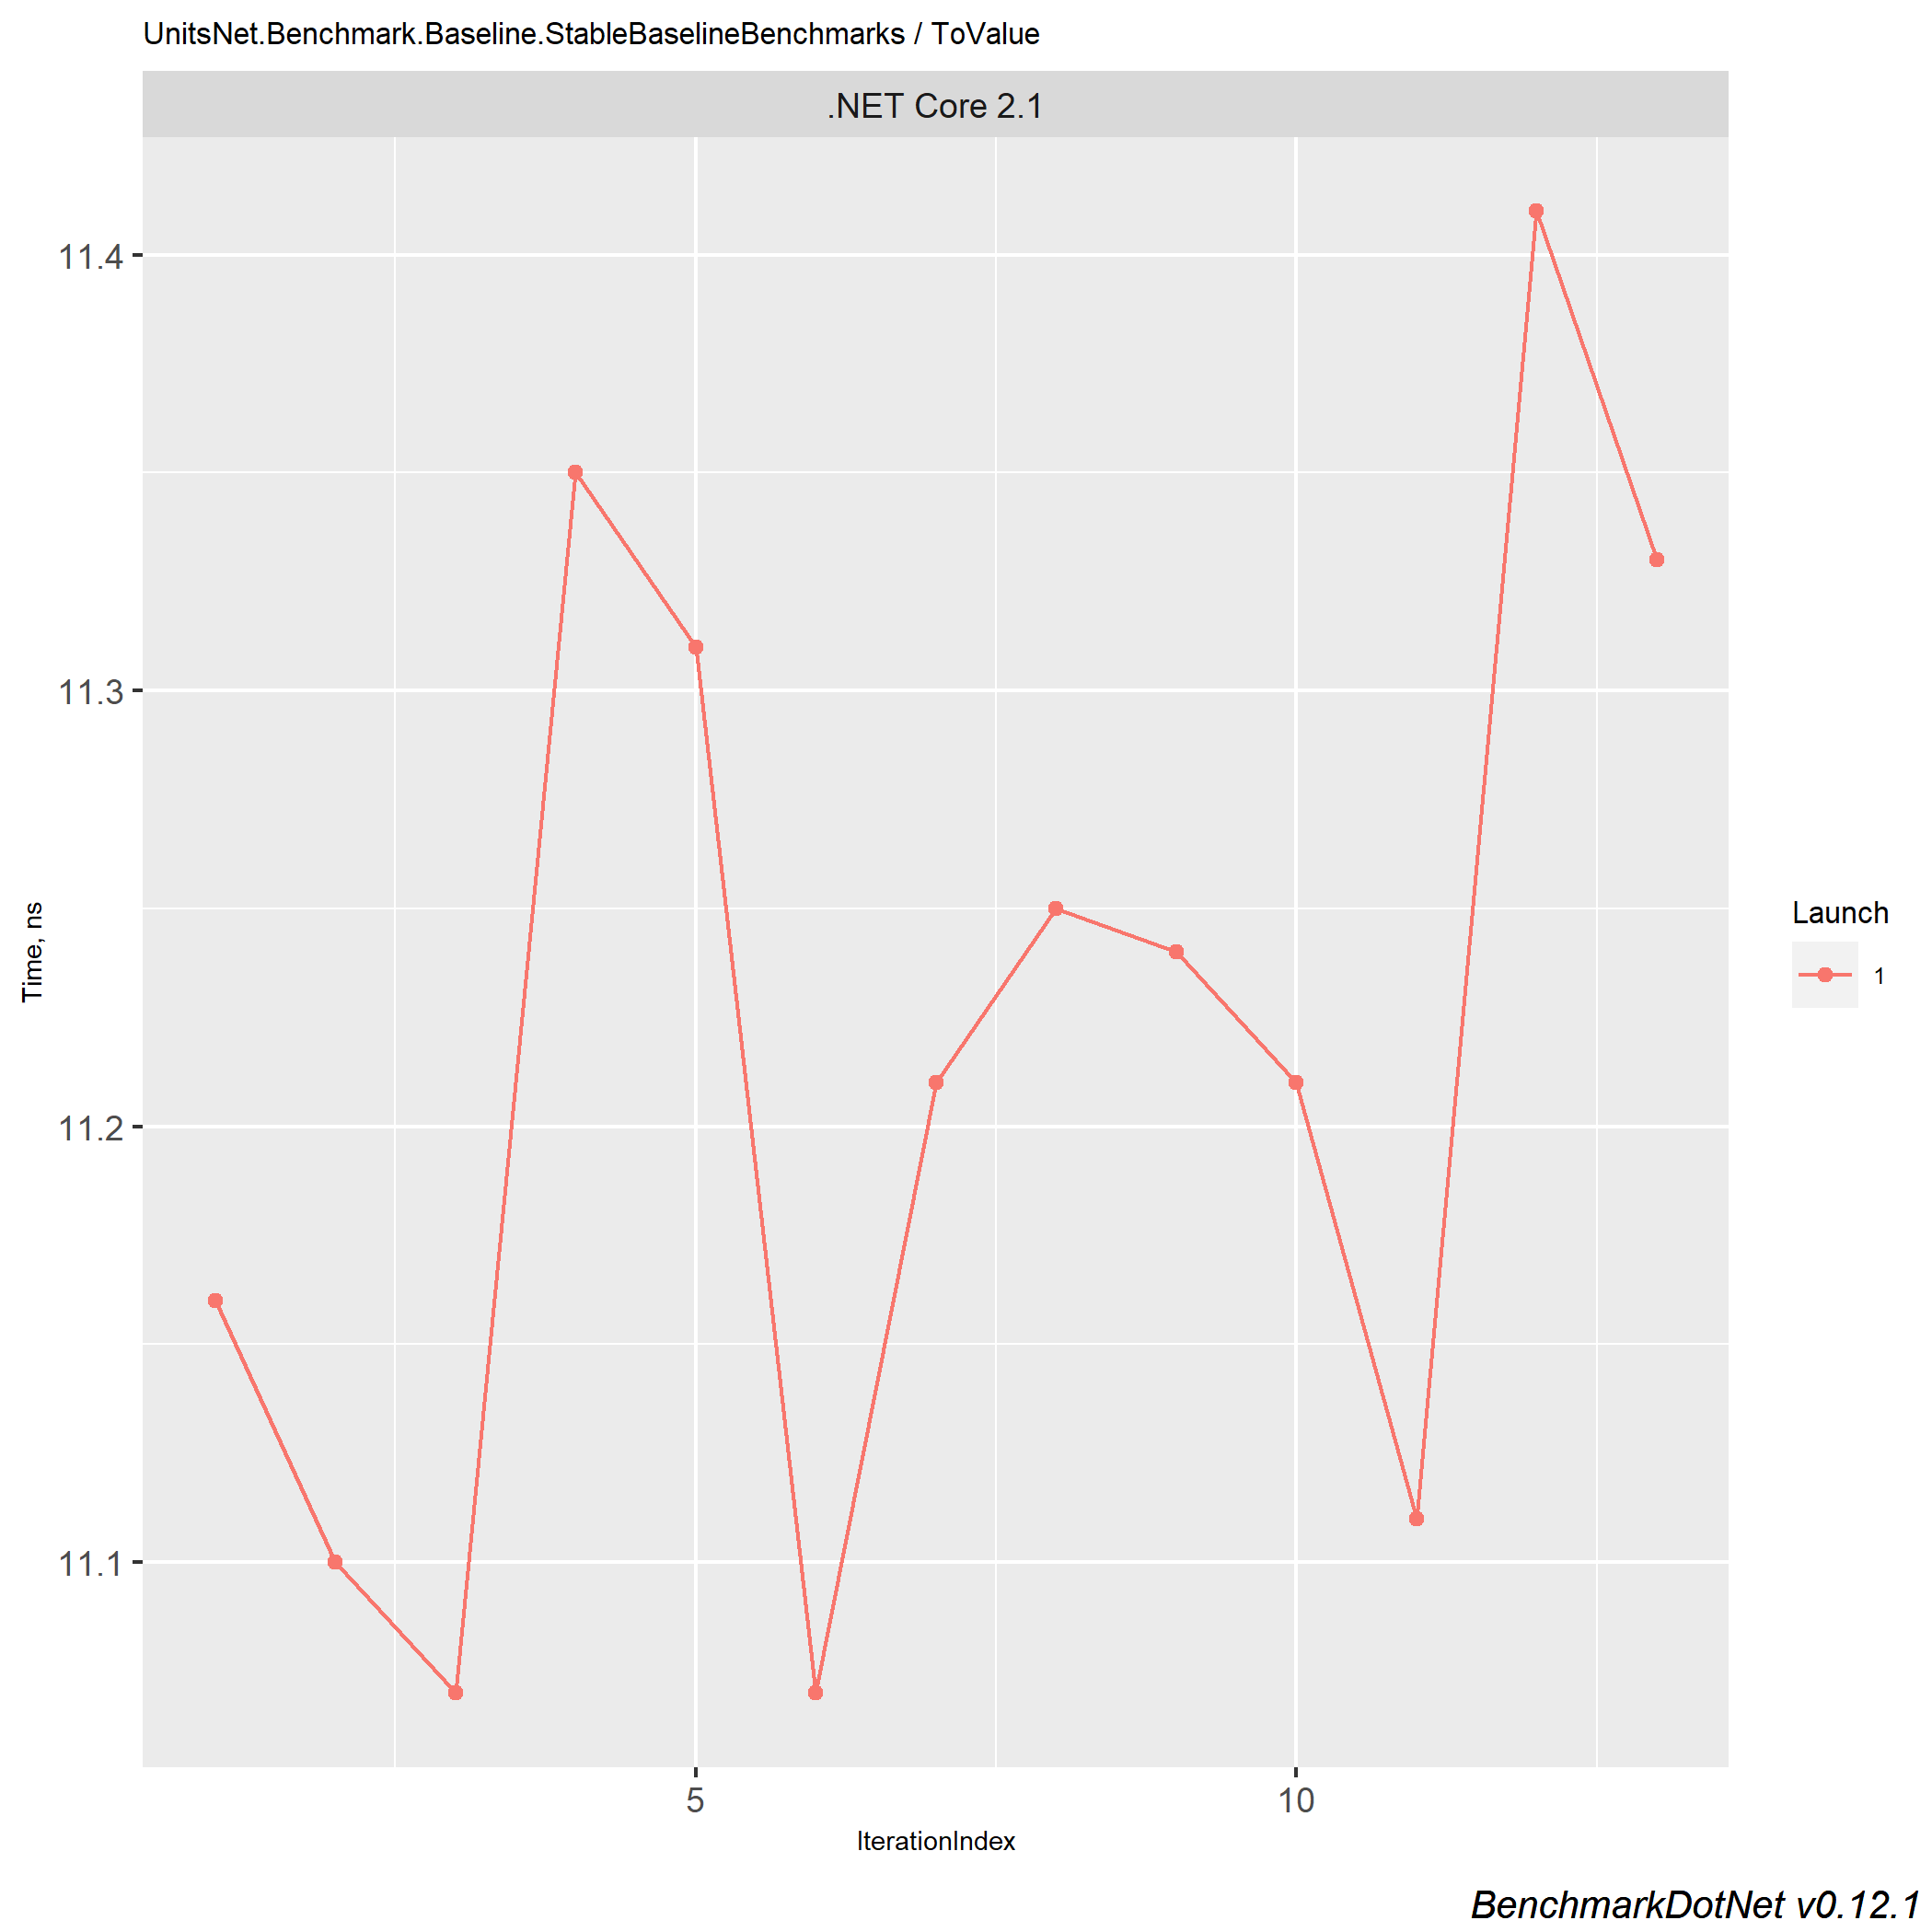 UnitsNet.Benchmark.Baseline.StableBaselineBenchmarks / ToValue
.NET Core 2.1
11.4
11.3
11.2
11.1
Time, ns
5
10
IterationIndex
Launch
1
BenchmarkDotNet v0.12.1